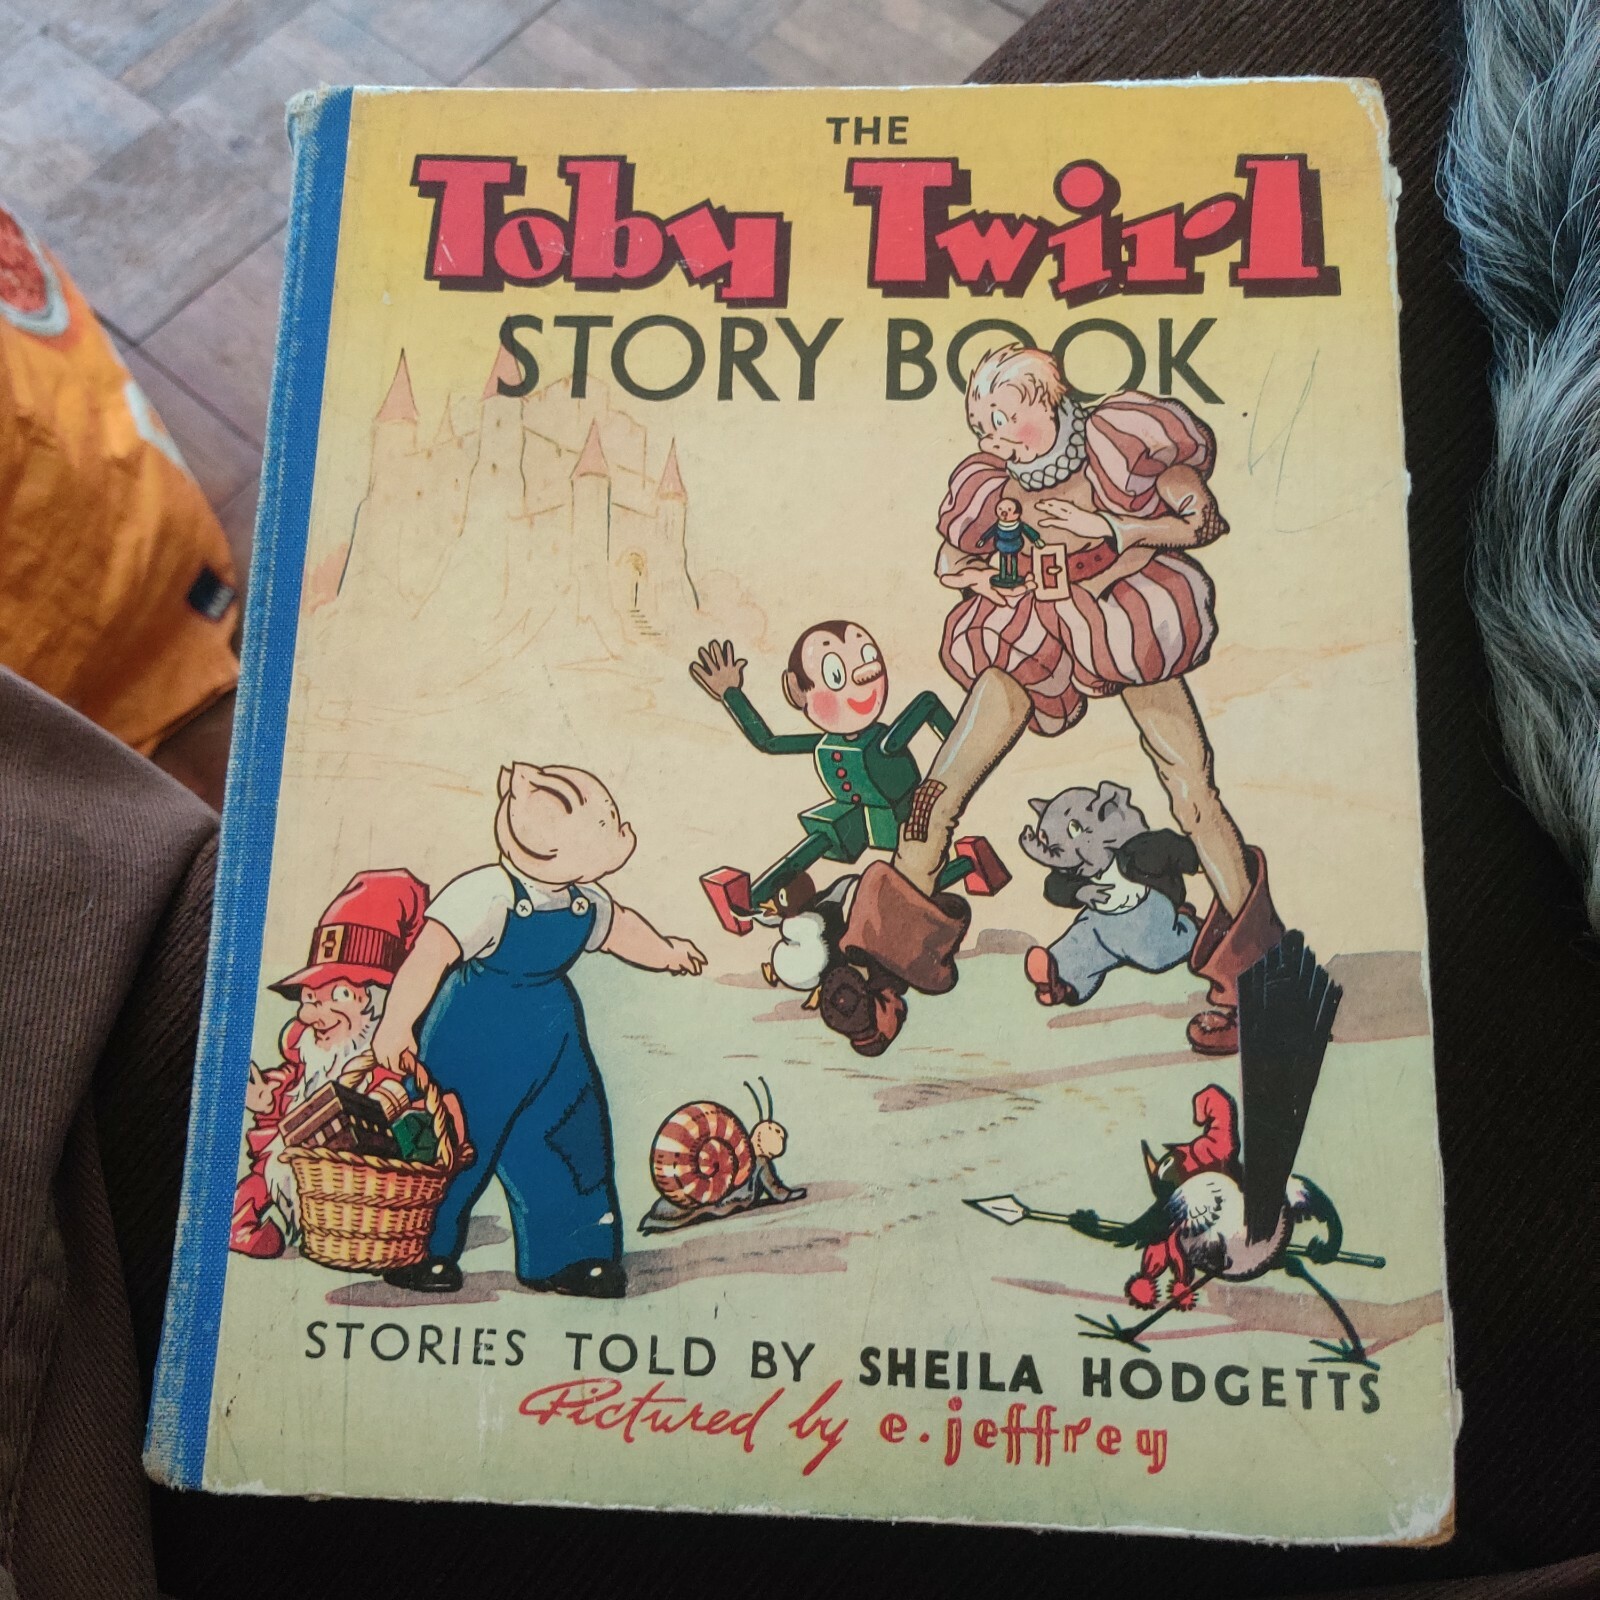 THE
Toby Twirl
STORY BOOK
STORIES TOLD BY SHEILA HODGETTS
Pictured by e. jeffrey